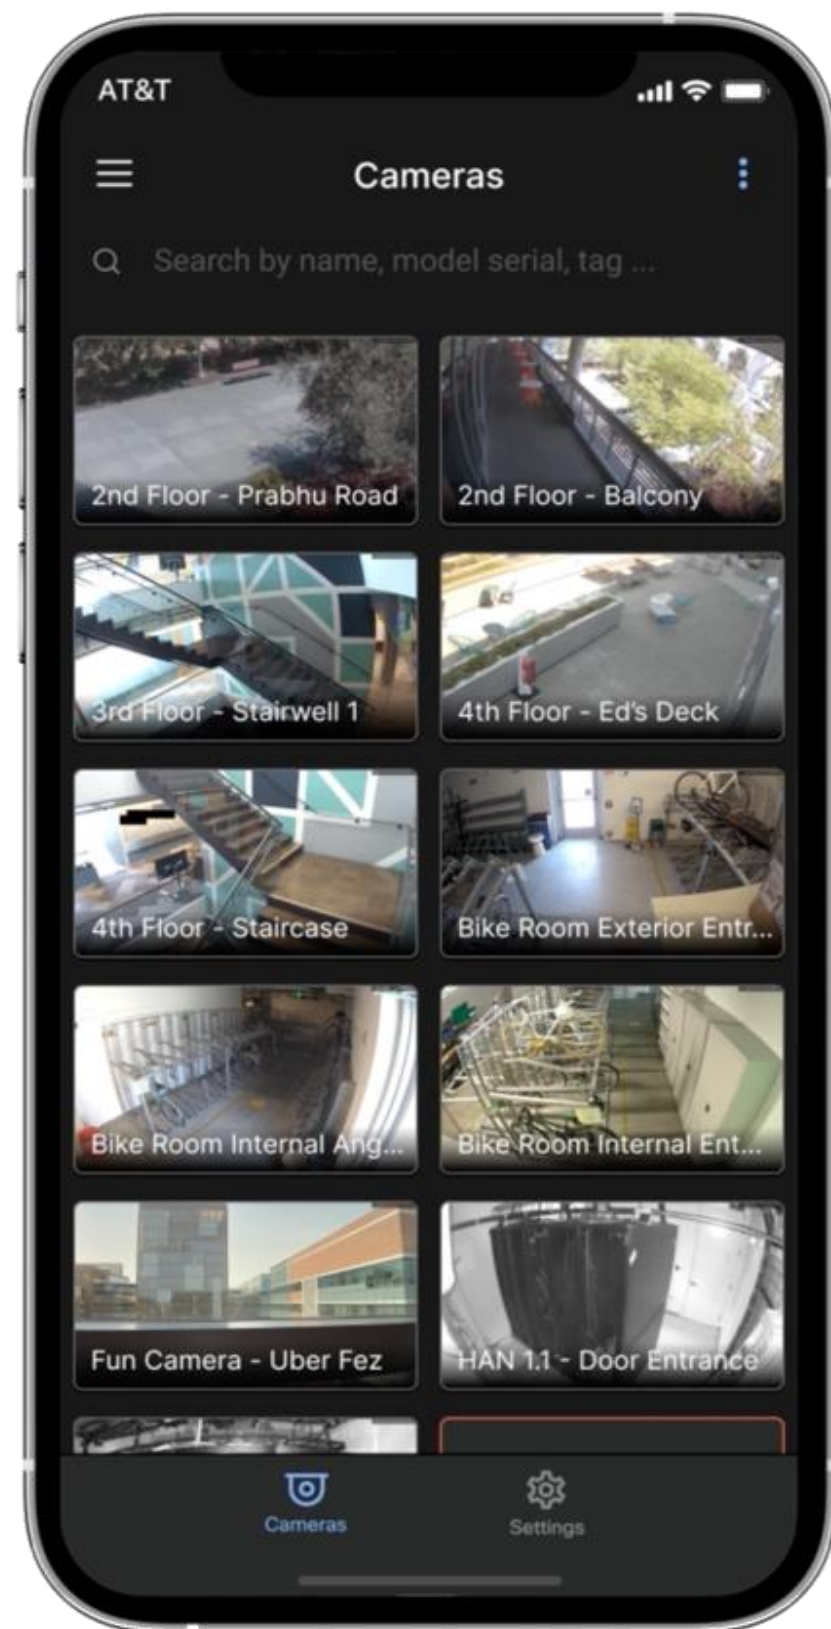 AT&T
Cameras
Search by name, model serial, tag ...
2nd Floor - Prabhu Road
2nd Floor - Balcony
3rd Floor - Stairwell 1
4th Floor - Ed's Deck
4th Floor - Staircase
Bike Room Exterior Entr...
Bike Room Internal Ang...
Bike Room Internal Ent...
Fun Camera - Uber Fez
HAN 1.1 - Door Entrance
Cameras
Settings